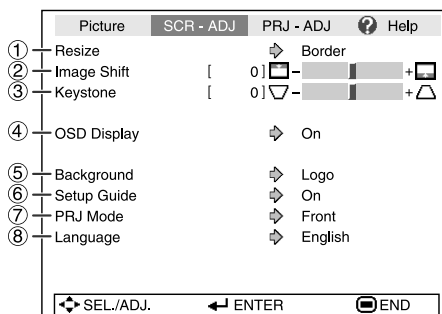 Picture SCR - ADJ PRJ - ADJ ? Help
① Resize Border
② Image Shift [ 0 ] − +
③ Keystone [ 0 ] − +
④ OSD Display On
⑤ Background Logo
⑥ Setup Guide On
⑦ PRJ Mode Front
⑧ Language English
SEL./ADJ. ENTER END